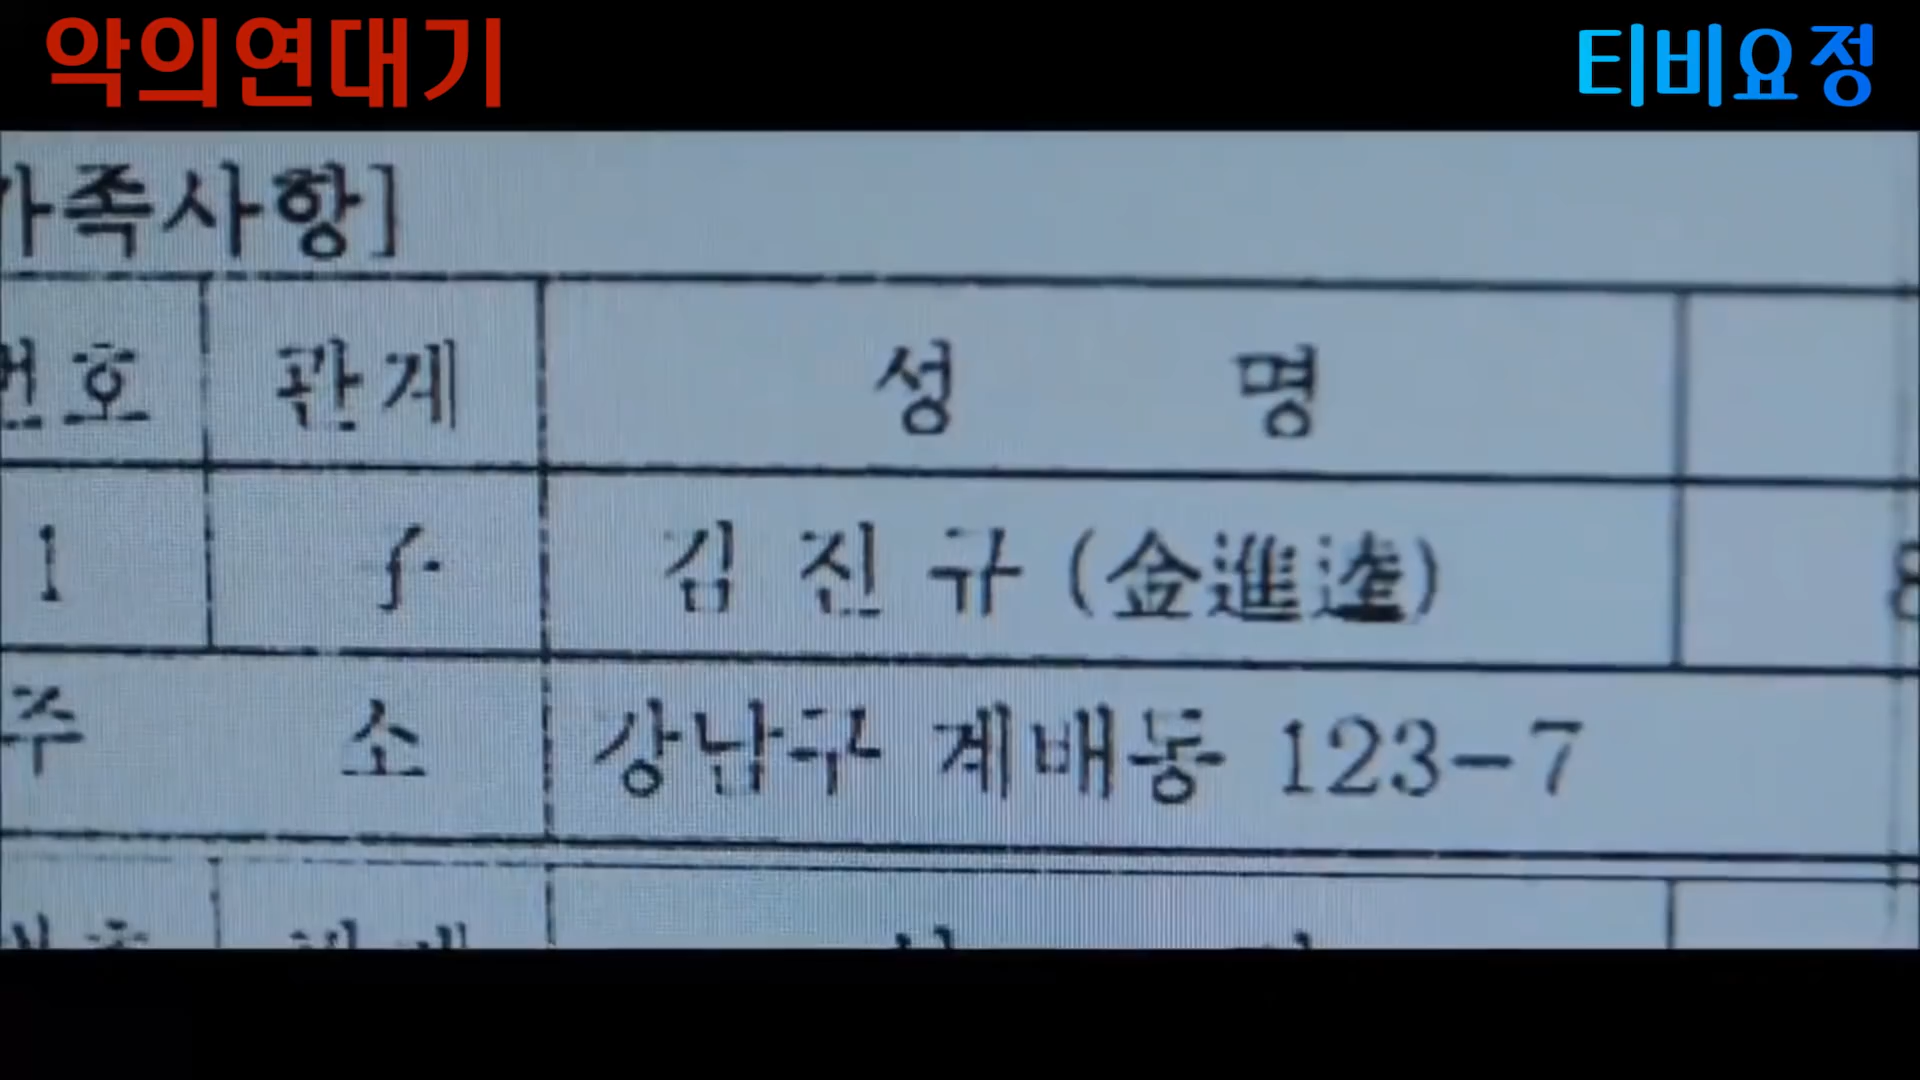 악의연대기
티비요정
가족사항]
번호 관계 성 명
1 子 김 진 규 (金進逵)
주 소 강남구 계배동 123-7